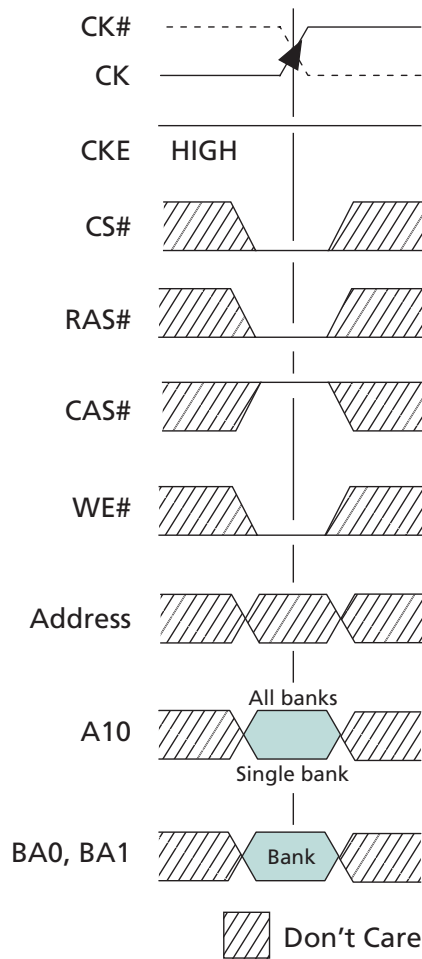 CK#
CK
CKE HIGH
CS#
RAS#
CAS#
WE#
Address
All banks
A10
Single bank
BA0, BA1 Bank
Don't Care